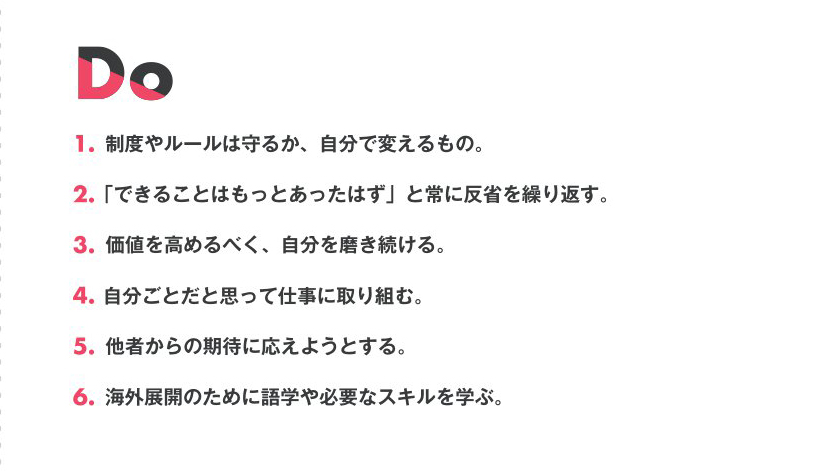 Do
1. 制度やルールは守るか、自分で変えるもの。
2.「できることはもっとあったはず」と常に反省を繰り返す。
3. 価値を高めるべく、自分を磨き続ける。
4. 自分ごとだと思って仕事に取り組む。
5. 他者からの期待に応えようとする。
6. 海外展開のために語学や必要なスキルを学ぶ。